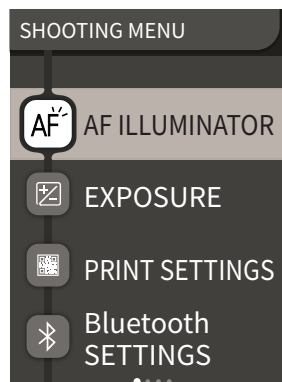 SHOOTING MENU
AF AF ILLUMINATOR
EXPOSURE
PRINT SETTINGS
Bluetooth
SETTINGS